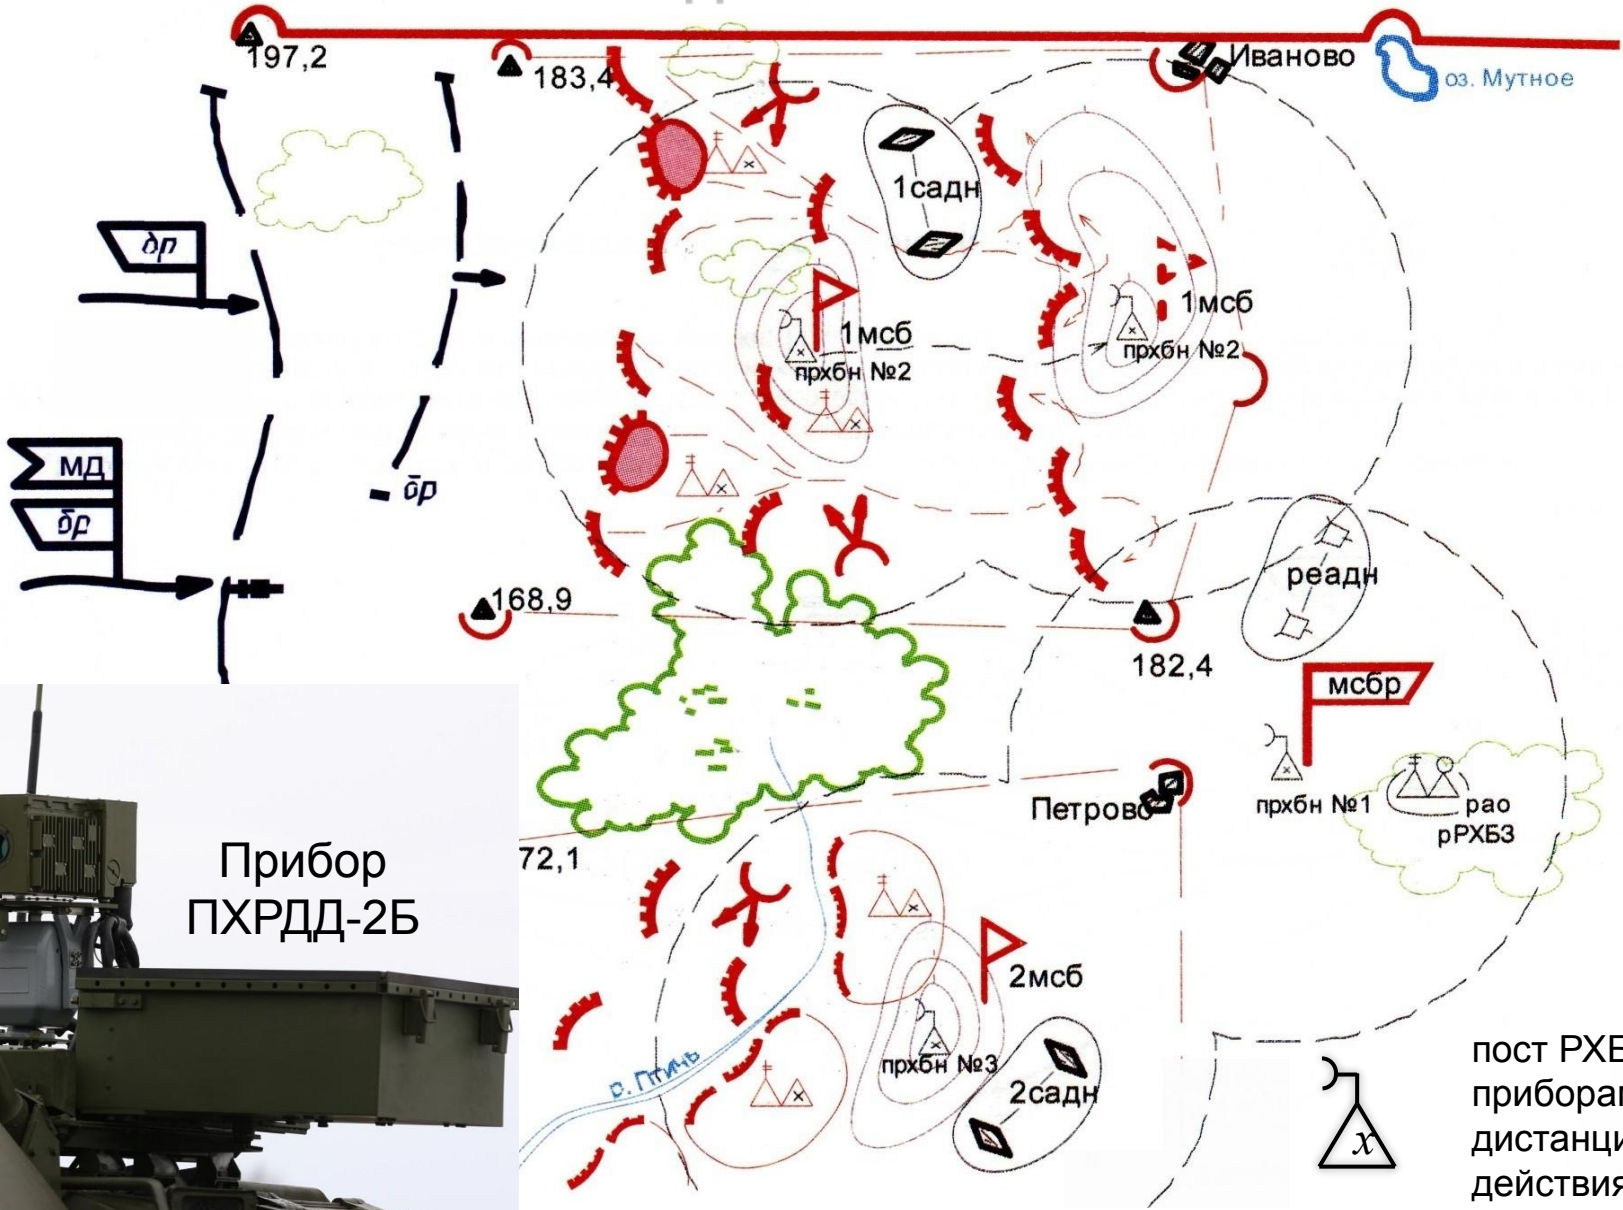 197,2
183,4
Иваново
оз. Мутное
1садн
бр
1мсб
прхбн №2
1мсб
прхбн №2
МД
бр
бр
реадн
168,9
182,4
мсбр
Петрово
прхбн №1
рао
рРХБЗ
72,1
Прибор
ПХРДД-2Б
2мсб
прхбн №3
р. Птичь
2садн
x
пост РХБ
дистанци
действия